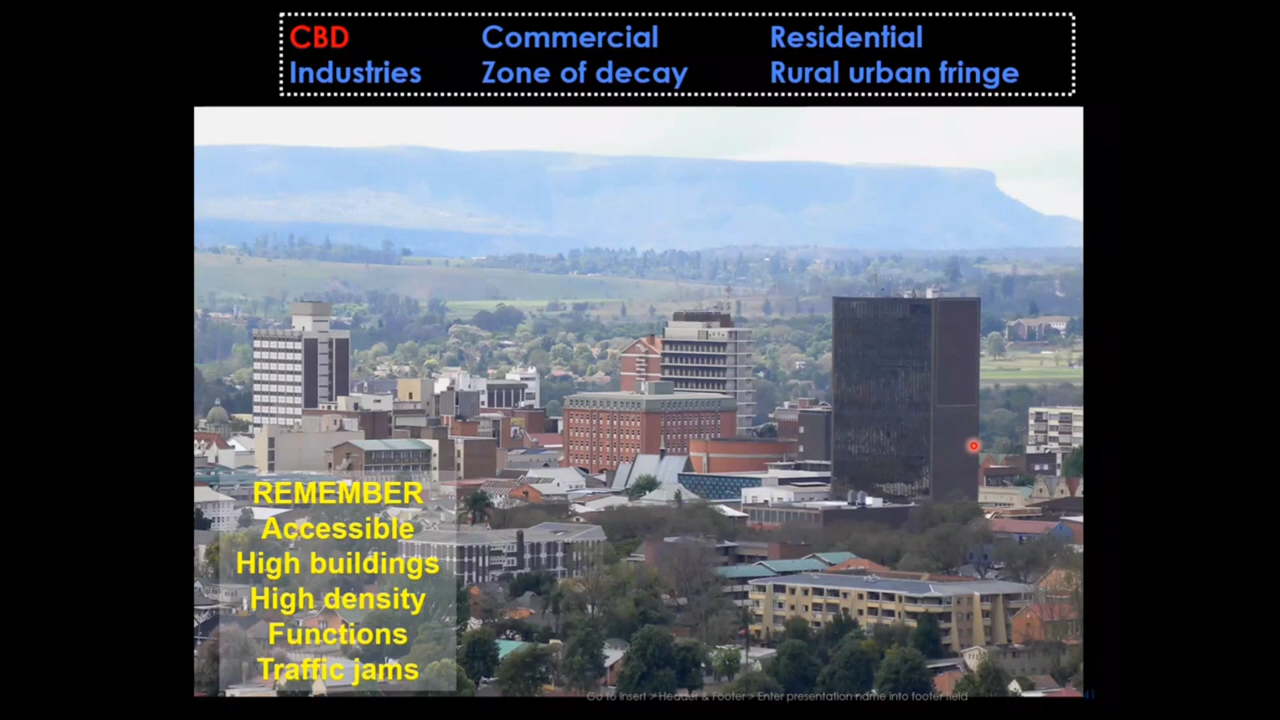 CBD Commercial Residential
Industries Zone of decay Rural urban fringe
REMEMBER
Accessible
High buildings
High density
Functions
Traffic jams
Go to Insert > Header & Footer > Enter presentation name into footer field 41